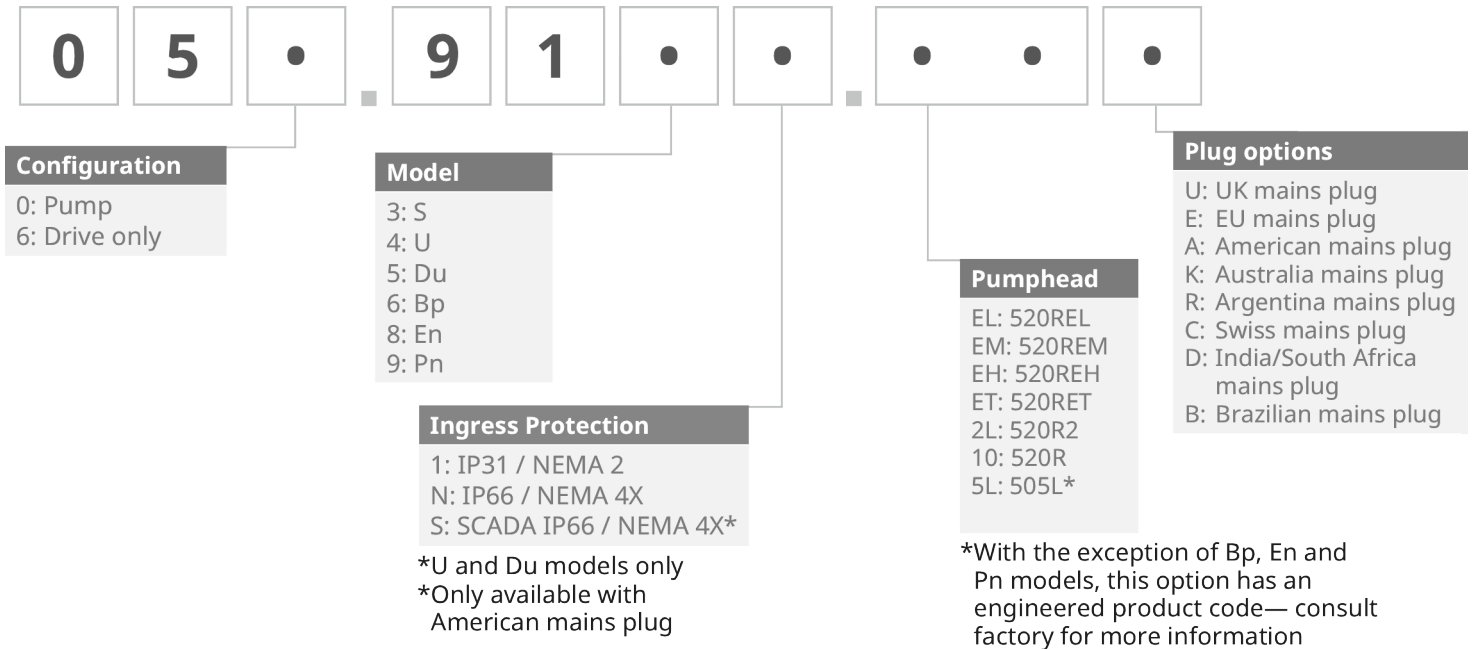 0 5 • . 9 1 • • . • • •
Configuration
0: Pump
6: Drive only
Model
3: S
4: U
5: Du
6: Bp
8: En
9: Pn
Ingress Protection
1: IP31 / NEMA 2
N: IP66 / NEMA 4X
S: SCADA IP66 / NEMA 4X*
*U and Du models only
*Only available with
American mains plug
Pumphead
EL: 520REL
EM: 520REM
EH: 520REH
ET: 520RET
2L: 520R2
10: 520R
5L: 505L*
*With the exception of Bp, En and
Pn models, this option has an
engineered product code— consult
factory for more information
Plug options
U: UK mains plug
E: EU mains plug
A: American mains plug
K: Australia mains plug
R: Argentina mains plug
C: Swiss mains plug
D: India/South Africa
mains plug
B: Brazilian mains plug